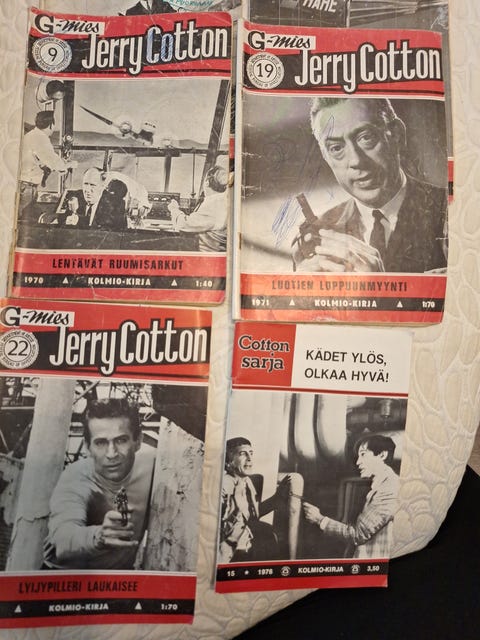 HÄHE
G-mies
9
Jerry Cotton
LENTÄVÄT RUUMISARKUT
1970 ▲ KOLMIO-KIRJA ▲ 1:40
G-mies
19
Jerry Cotton
LUOTIEN LOPPUUNMYYNTI
1971 ▲ KOLMIO-KIRJA ▲ 1:70
G-mies
22
Jerry Cotton
LYIJYPILLERI LAUKAISEE
▲ KOLMIO-KIRJA ▲ 1:70
Cotton
sarja
KÄDET YLÖS,
OLKAA HYVÄ!
15 ★ 1976 KOLMIO-KIRJA 3,50